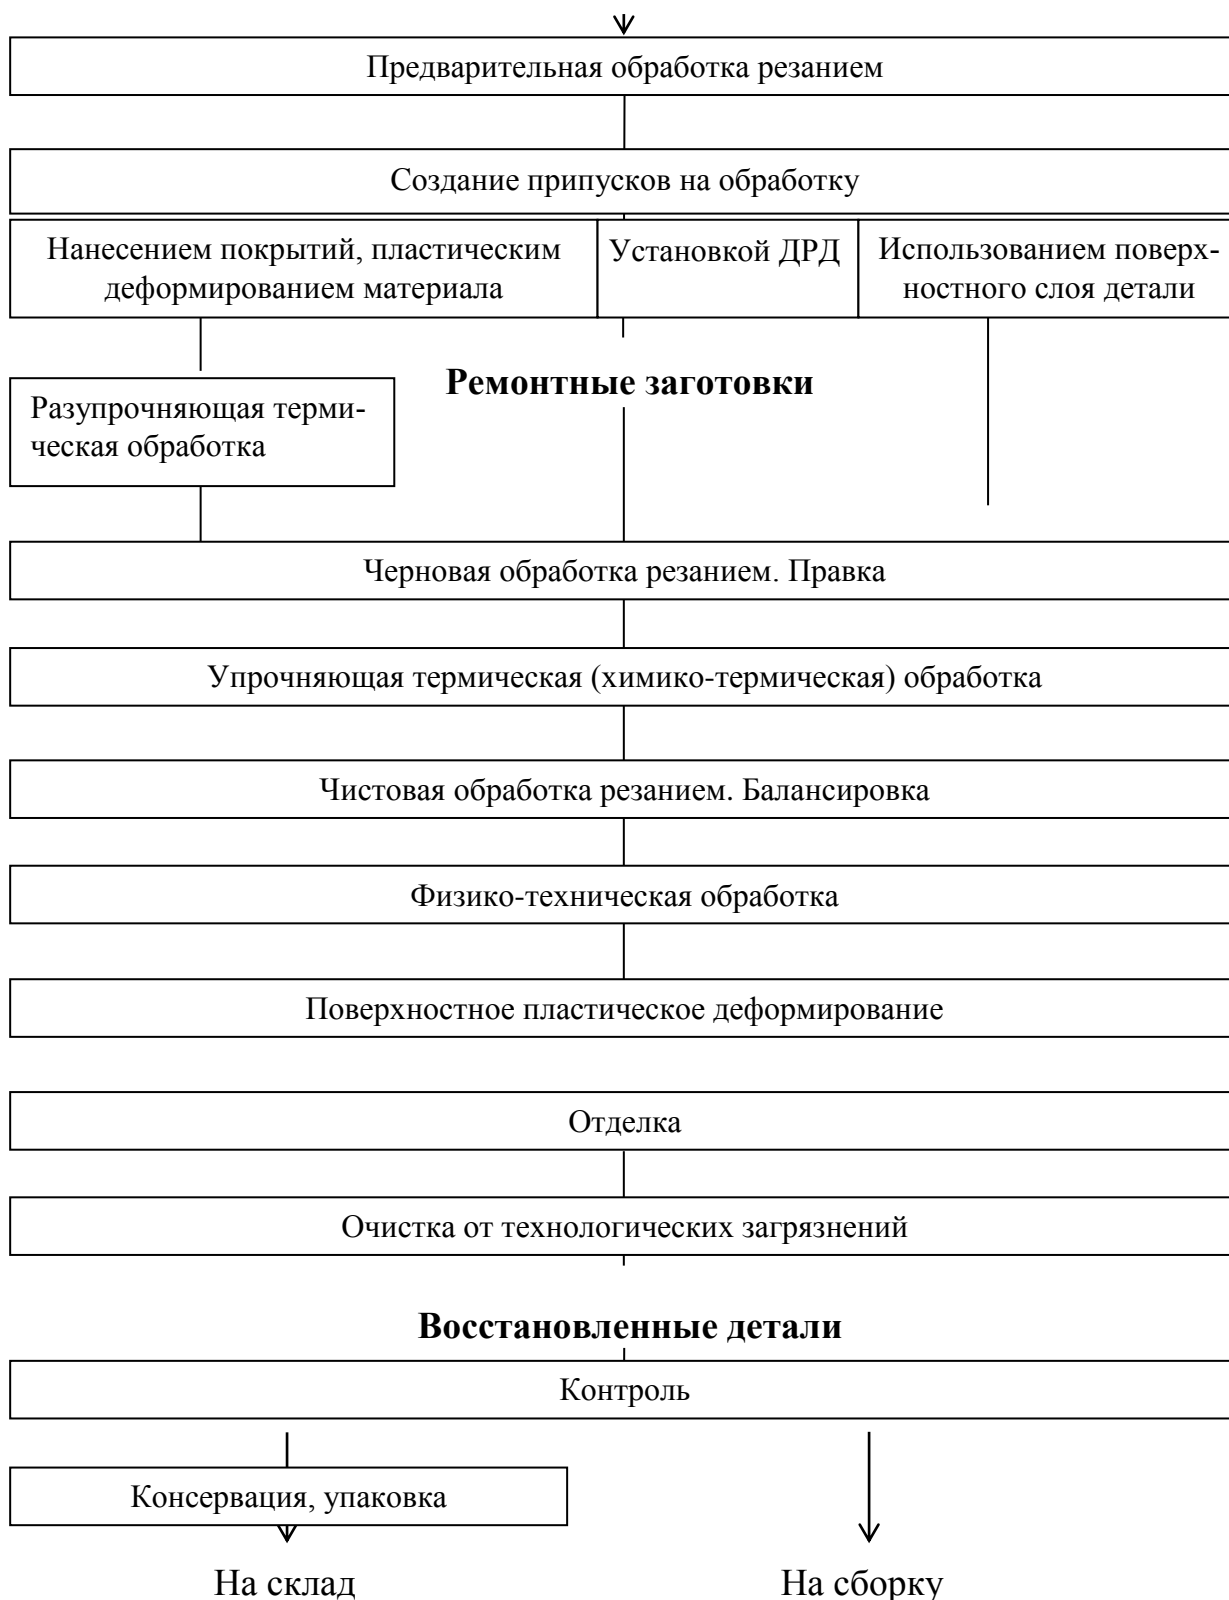 Предварительная обработка резанием
Создание припусков на обработку
Нанесением покрытий, пластическим
деформированием материала
Установкой ДРД
Использованием поверх-
ностного слоя детали
Ремонтные заготовки
Разупрочняющая терми-
ческая обработка
Черновая обработка резанием. Правка
Упрочняющая термическая (химико-термическая) обработка
Чистовая обработка резанием. Балансировка
Физико-техническая обработка
Поверхностное пластическое деформирование
Отделка
Очистка от технологических загрязнений
Восстановленные детали
Контроль
Консервация, упаковка
На склад
На сборку